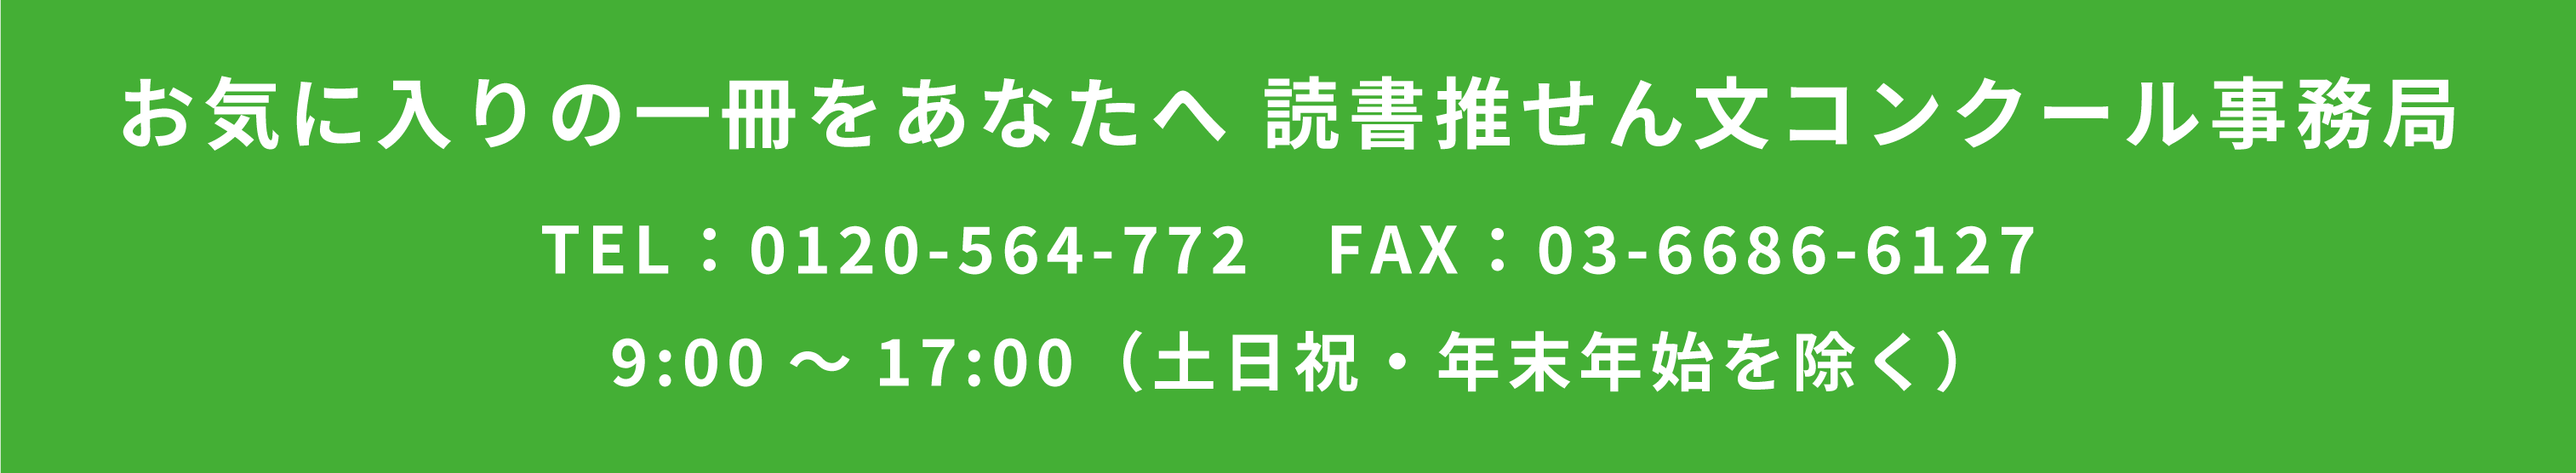 お気に入りの一冊をあなたへ 読書推せん文コンクール事務局
TEL：0120-564-772　FAX：03-6686-6127
9:00 〜 17:00（土日祝・年末年始を除く）